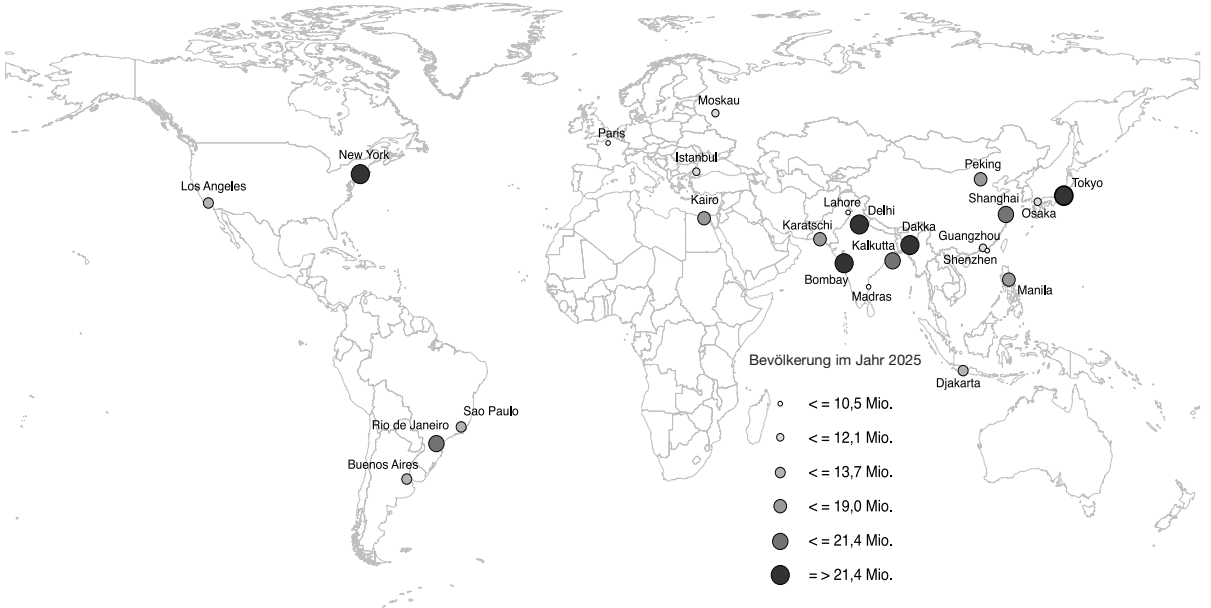 Moskau
Paris
Istanbul
New York
Los Angeles
Kairo
Peking
Tokyo
Shanghai
Osaka
Lahore
Delhi
Karatschi
Dakka
Kalkutta
Guangzhou
Shenzhen
Bombay
Madras
Manila
Djakarta
Sao Paulo
Rio de Janeiro
Buenos Aires
Bevölkerung im Jahr 2025
< = 10,5 Mio.
< = 12,1 Mio.
< = 13,7 Mio.
< = 19,0 Mio.
< = 21,4 Mio.
= > 21,4 Mio.